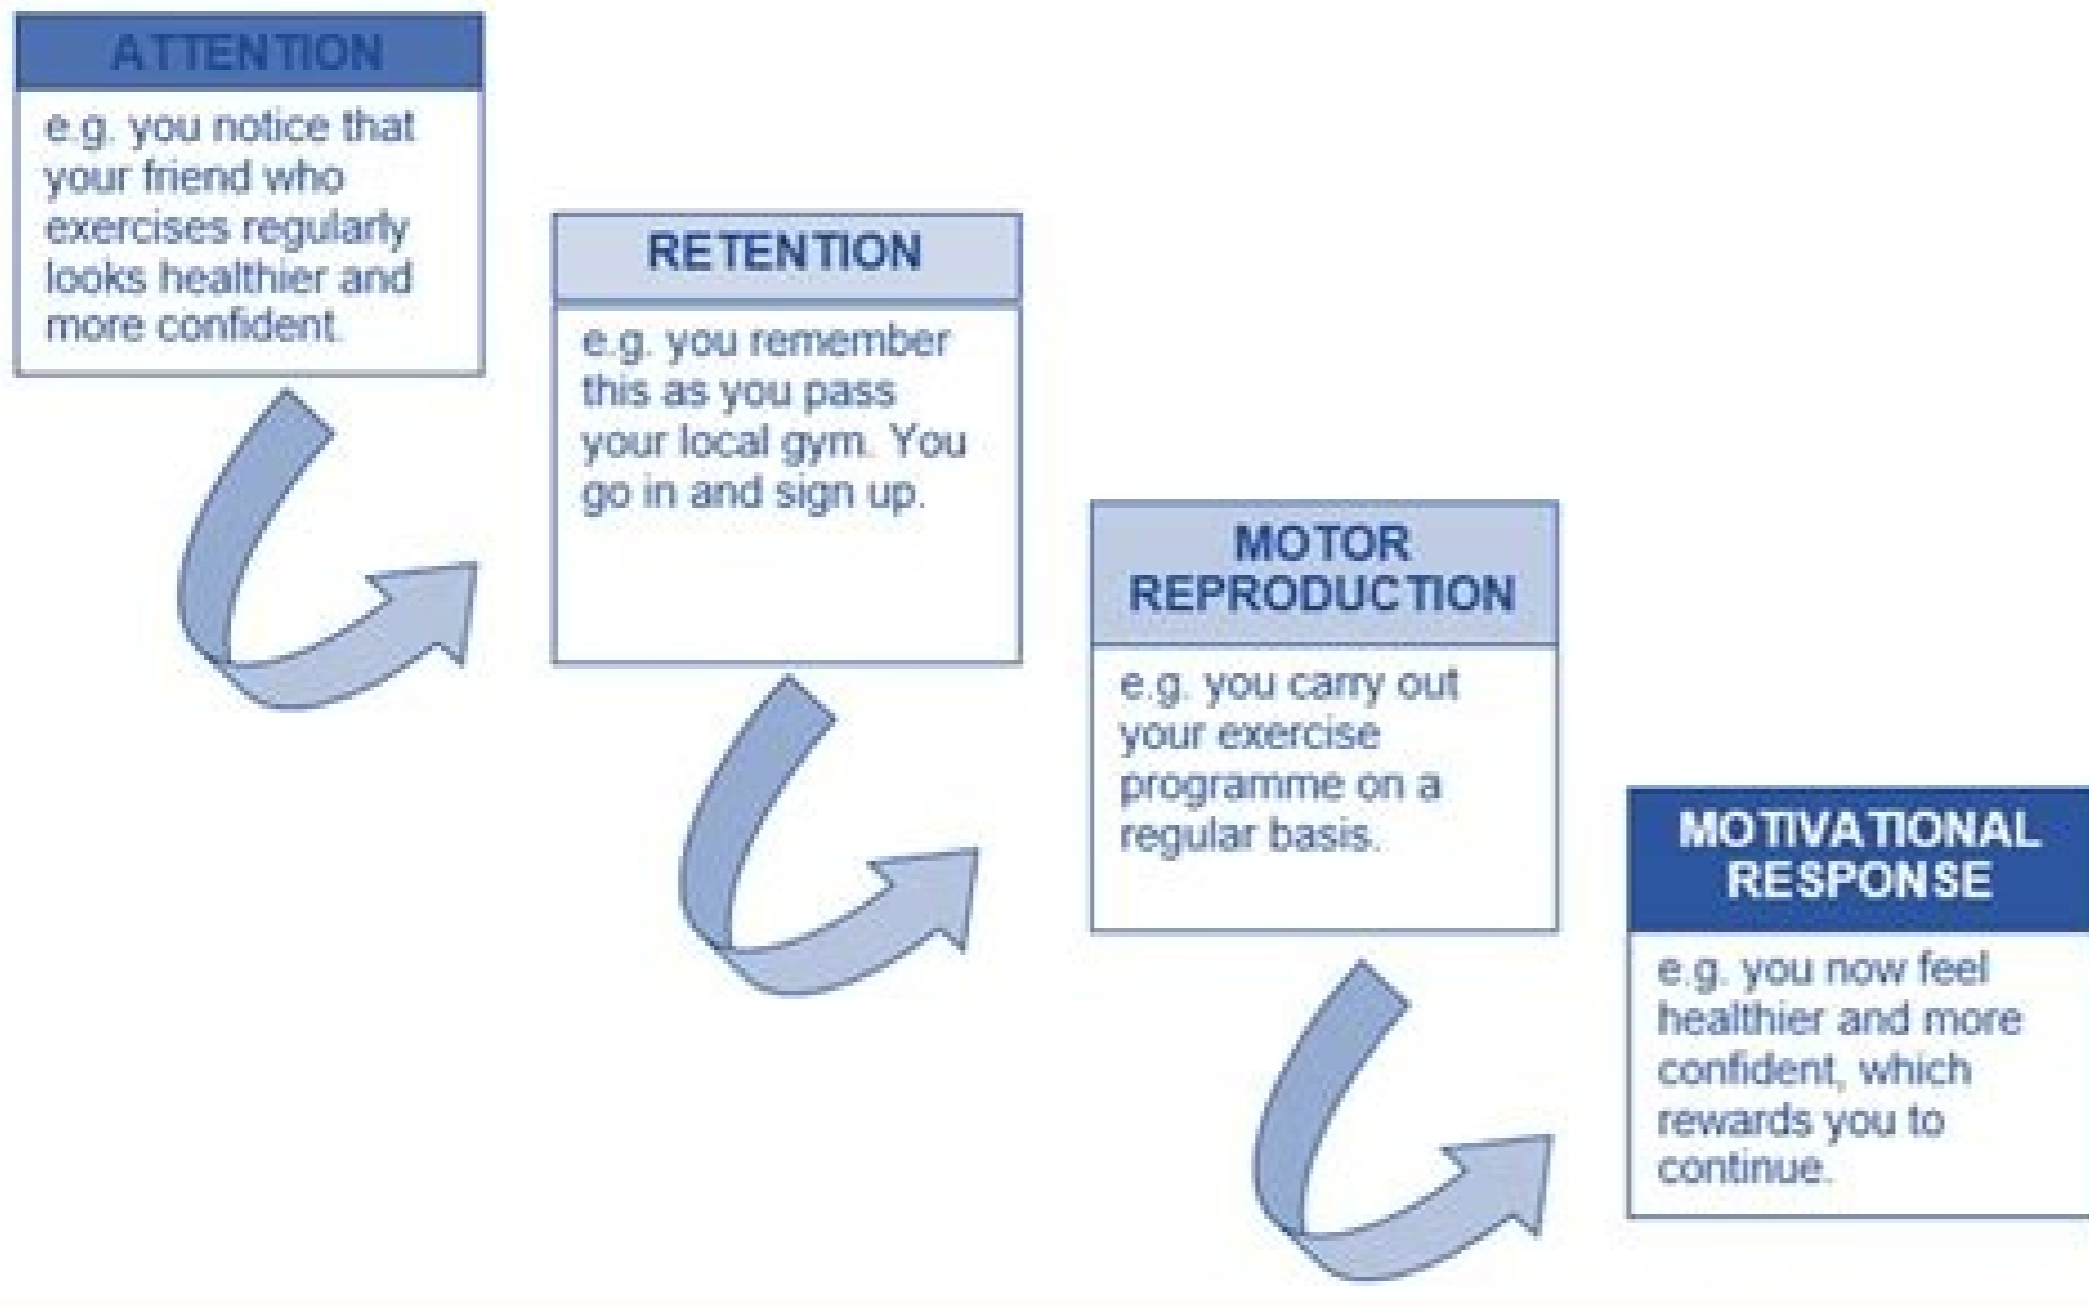 ATTENTION
e.g. you notice that
your friend who
exercises regularly
looks healthier and
more confident.
RETENTION
e.g. you remember
this as you pass
your local gym. You
go in and sign up.
MOTOR
REPRODUCTION
e.g. you carry out
your exercise
programme on a
regular basis.
MOTIVATIONAL
RESPONSE
e.g. you now feel
healthier and more
confident, which
rewards you to
continue.